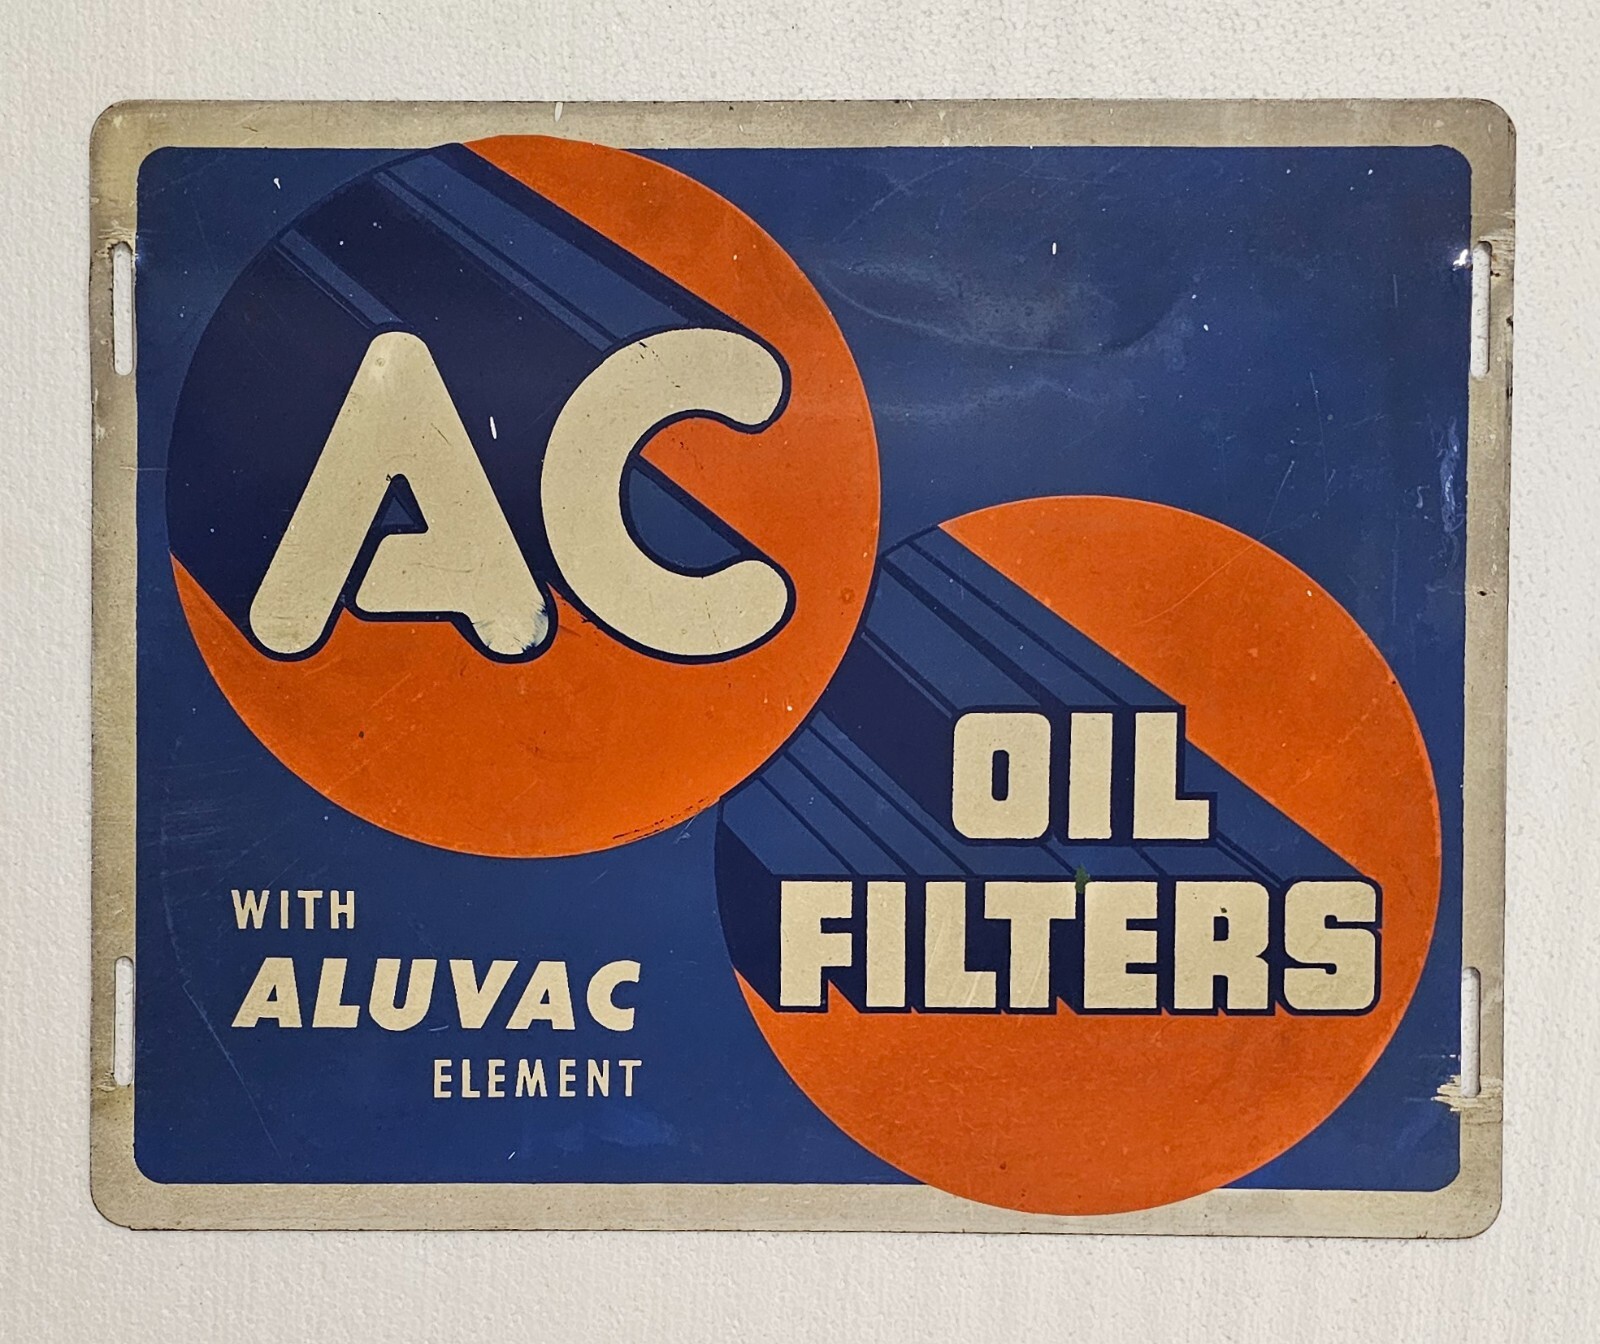 AC
OIL
FILTERS
WITH
ALUVAC
ELEMENT